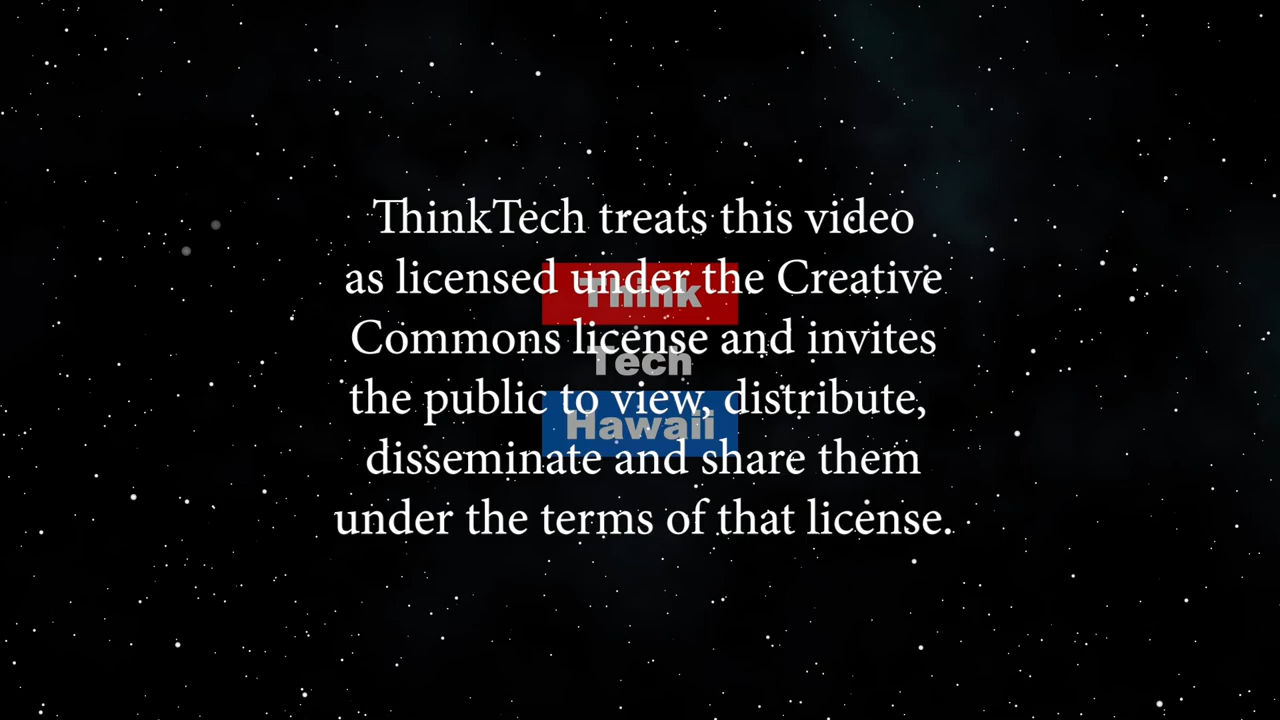 ThinkTech treats this video
as licensed under the Creative
Commons license and invites
the public to view, distribute,
disseminate and share them
under the terms of that license.
Think
Tech
Hawaii